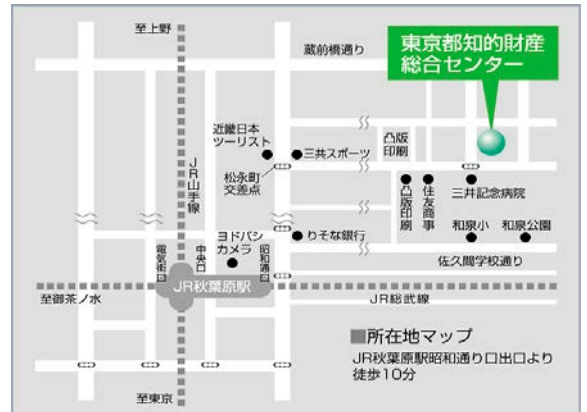 至上野
蔵前橋通り
東京都知的財産
総合センター
近畿日本
ツーリスト
三共スポーツ
凸版
印刷
JR山手線
松永町
交差点
凸版印刷
住友商事
三井記念病院
ヨドバシ
カメラ
りそな銀行
和泉小
和泉公園
電気街口
中央口
昭和通口
佐久間学校通り
JR秋葉原駅
至御茶ノ水
JR総武線
■所在地マップ
JR秋葉原駅昭和通り口出口より
徒歩10分
至東京